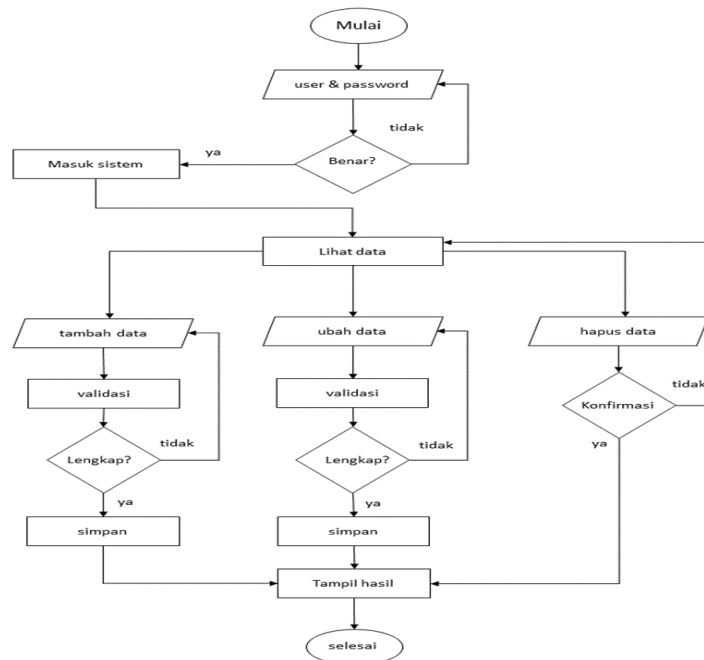 Mulai
user & password
tidak
Benar?
ya
Masuk sistem
Lihat data
tambah data
ubah data
hapus data
validasi
validasi
Konfirmasi
tidak
Lengkap?
tidak
Lengkap?
tidak
ya
ya
ya
simpan
simpan
Tampil hasil
selesai